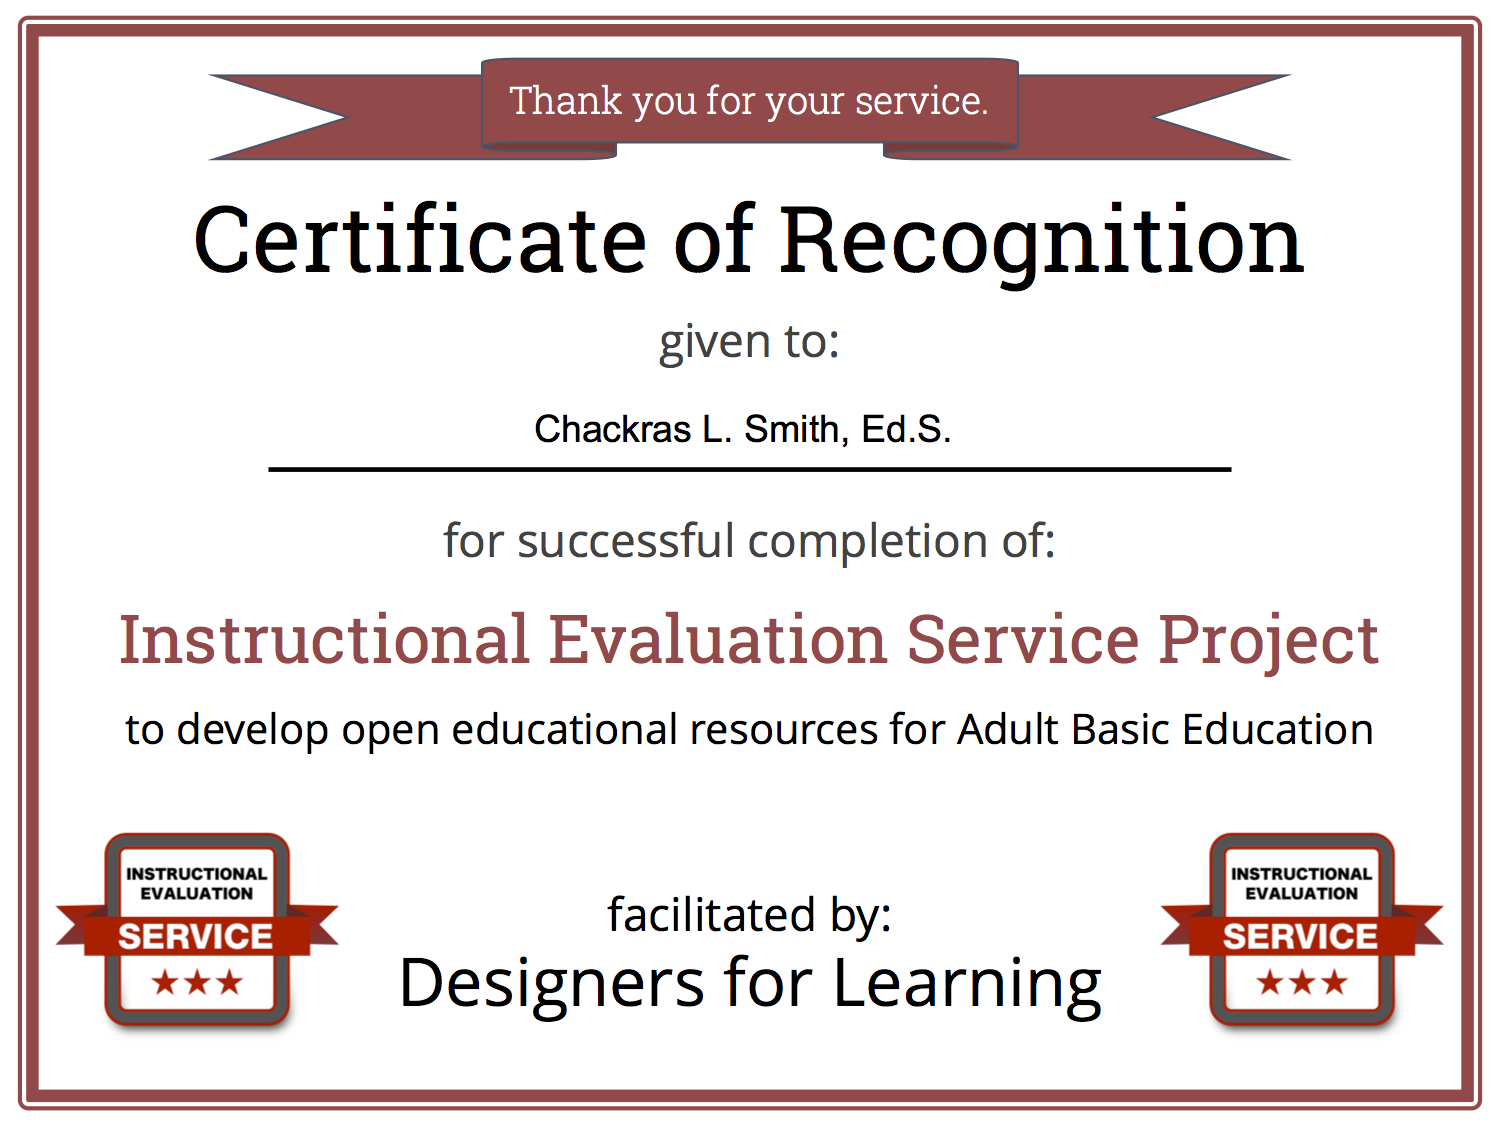 Thank you for your service.
Certificate of Recognition
given to:
Chackras L. Smith, Ed.S.
for successful completion of:
Instructional Evaluation Service Project
to develop open educational resources for Adult Basic Education
INSTRUCTIONAL
EVALUATION
SERVICE
facilitated by:
Designers for Learning
INSTRUCTIONAL
EVALUATION
SERVICE